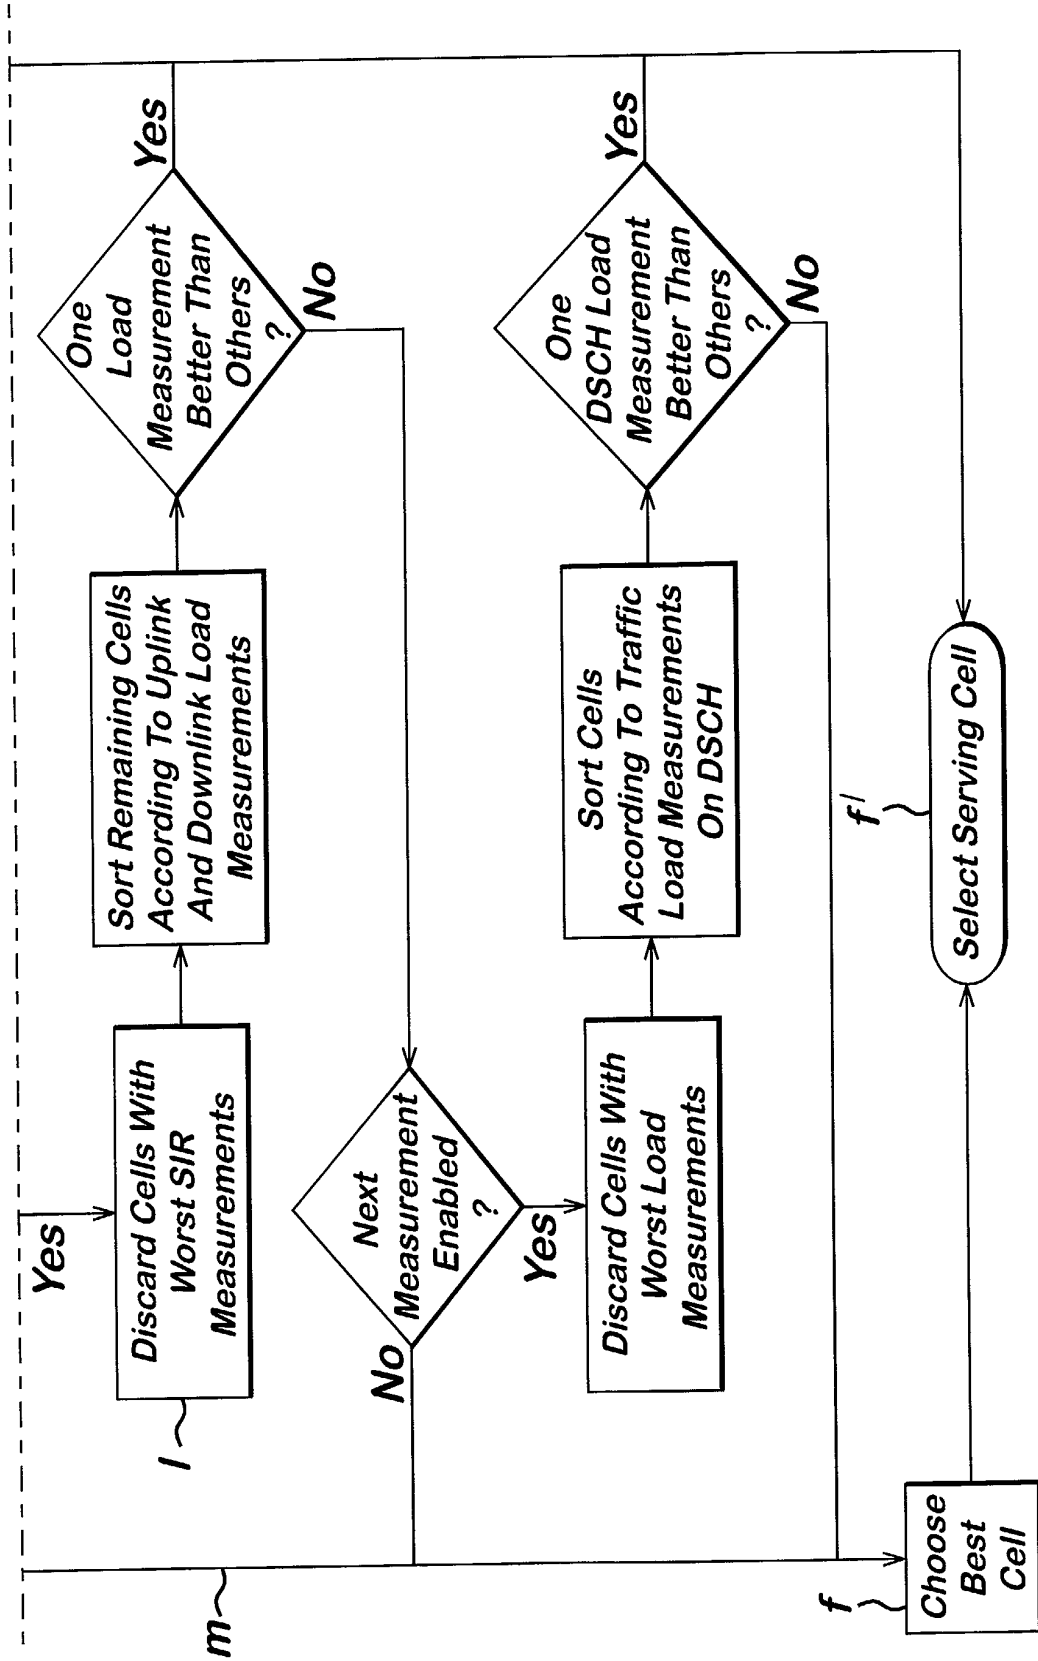 Yes
l
Discard Cells With
Worst SIR
Measurements
Sort Remaining Cells
According To Uplink
And Downlink Load
Measurements
One
Load
Measurement
Better Than
Others
?
Yes
No
m
Next
Measurement
Enabled
?
No
Yes
Discard Cells With
Worst Load
Measurements
Sort Cells
According To Traffic
Load Measurements
On DSCH
One
DSCH Load
Measurement
Better Than
Others
?
Yes
No
f
Choose
Best
Cell
f'
Select Serving Cell